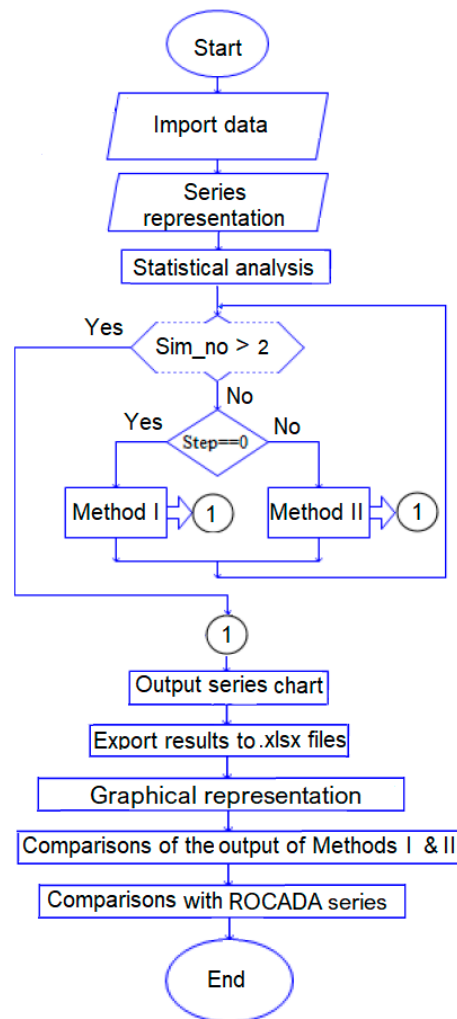 Start
Import data
Series
representation
Statistical analysis
Yes
Sim_no > 2
No
Yes
Step==0
No
Method I
1
Method II
1
1
Output series chart
Export results to .xlsx files
Graphical representation
Comparisons of the output of Methods I & II
Comparisons with ROCADA series
End